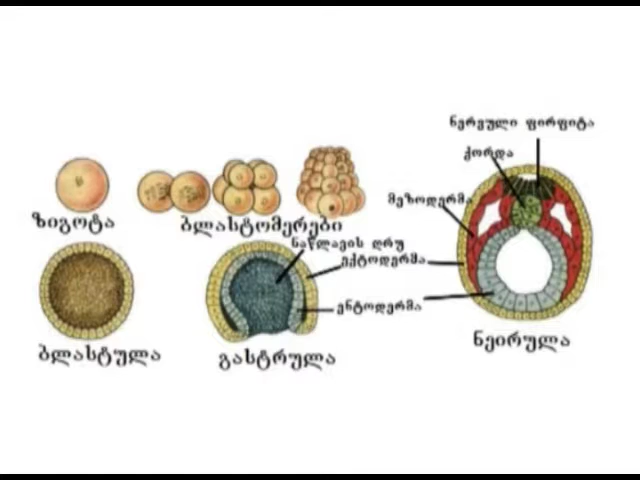 ნერვული ფირფიტა
ქორდა
მეზოდერმა
ზიგოტა
ბლასტომერები
ნაწლავის ღრუ
ექტოდერმა
ენტოდერმა
ბლასტულა
გასტრულა
ნეირულა